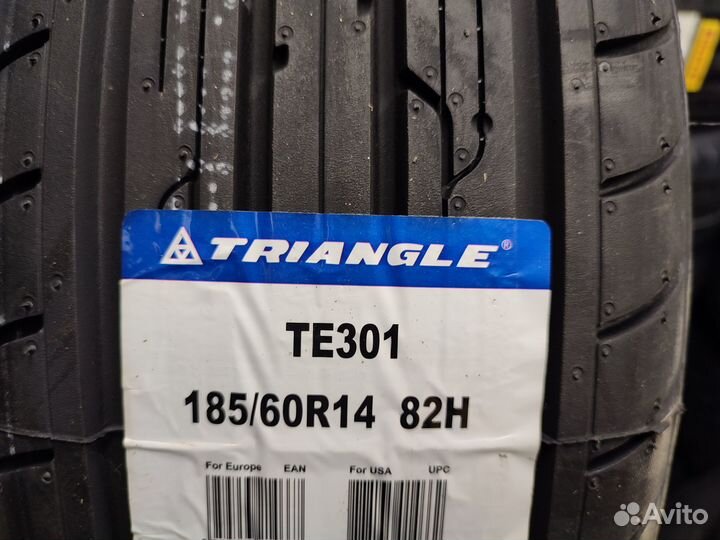 TRIANGLE®
TE301
185/60R14 82H
For Europe EAN For USA UPC
Avito